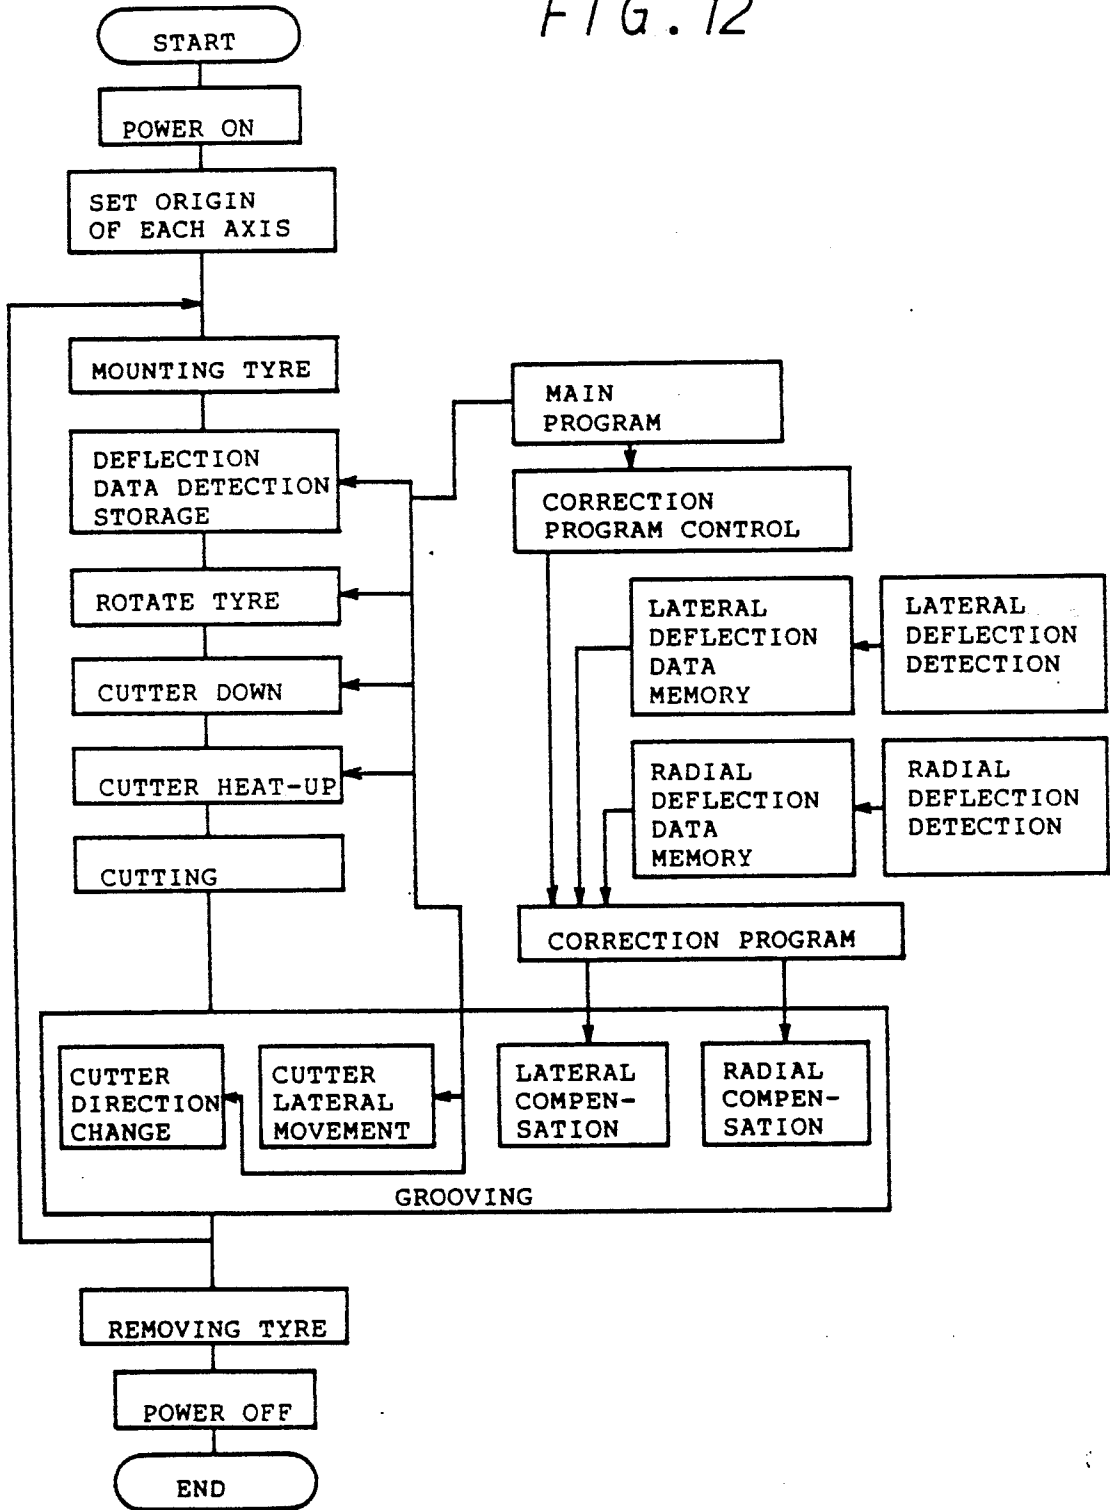 FIG.12
START
POWER ON
SET ORIGIN
OF EACH AXIS
MOUNTING TYRE
DEFLECTION
DATA DETECTION
STORAGE
ROTATE TYRE
CUTTER DOWN
CUTTER HEAT-UP
CUTTING
MAIN
PROGRAM
CORRECTION
PROGRAM CONTROL
LATERAL
DEFLECTION
DATA
MEMORY
LATERAL
DEFLECTION
DETECTION
RADIAL
DEFLECTION
DATA
MEMORY
RADIAL
DEFLECTION
DETECTION
CORRECTION PROGRAM
CUTTER
DIRECTION
CHANGE
CUTTER
LATERAL
MOVEMENT
LATERAL
COMPEN-
SATION
RADIAL
COMPEN-
SATION
GROOVING
REMOVING TYRE
POWER OFF
END